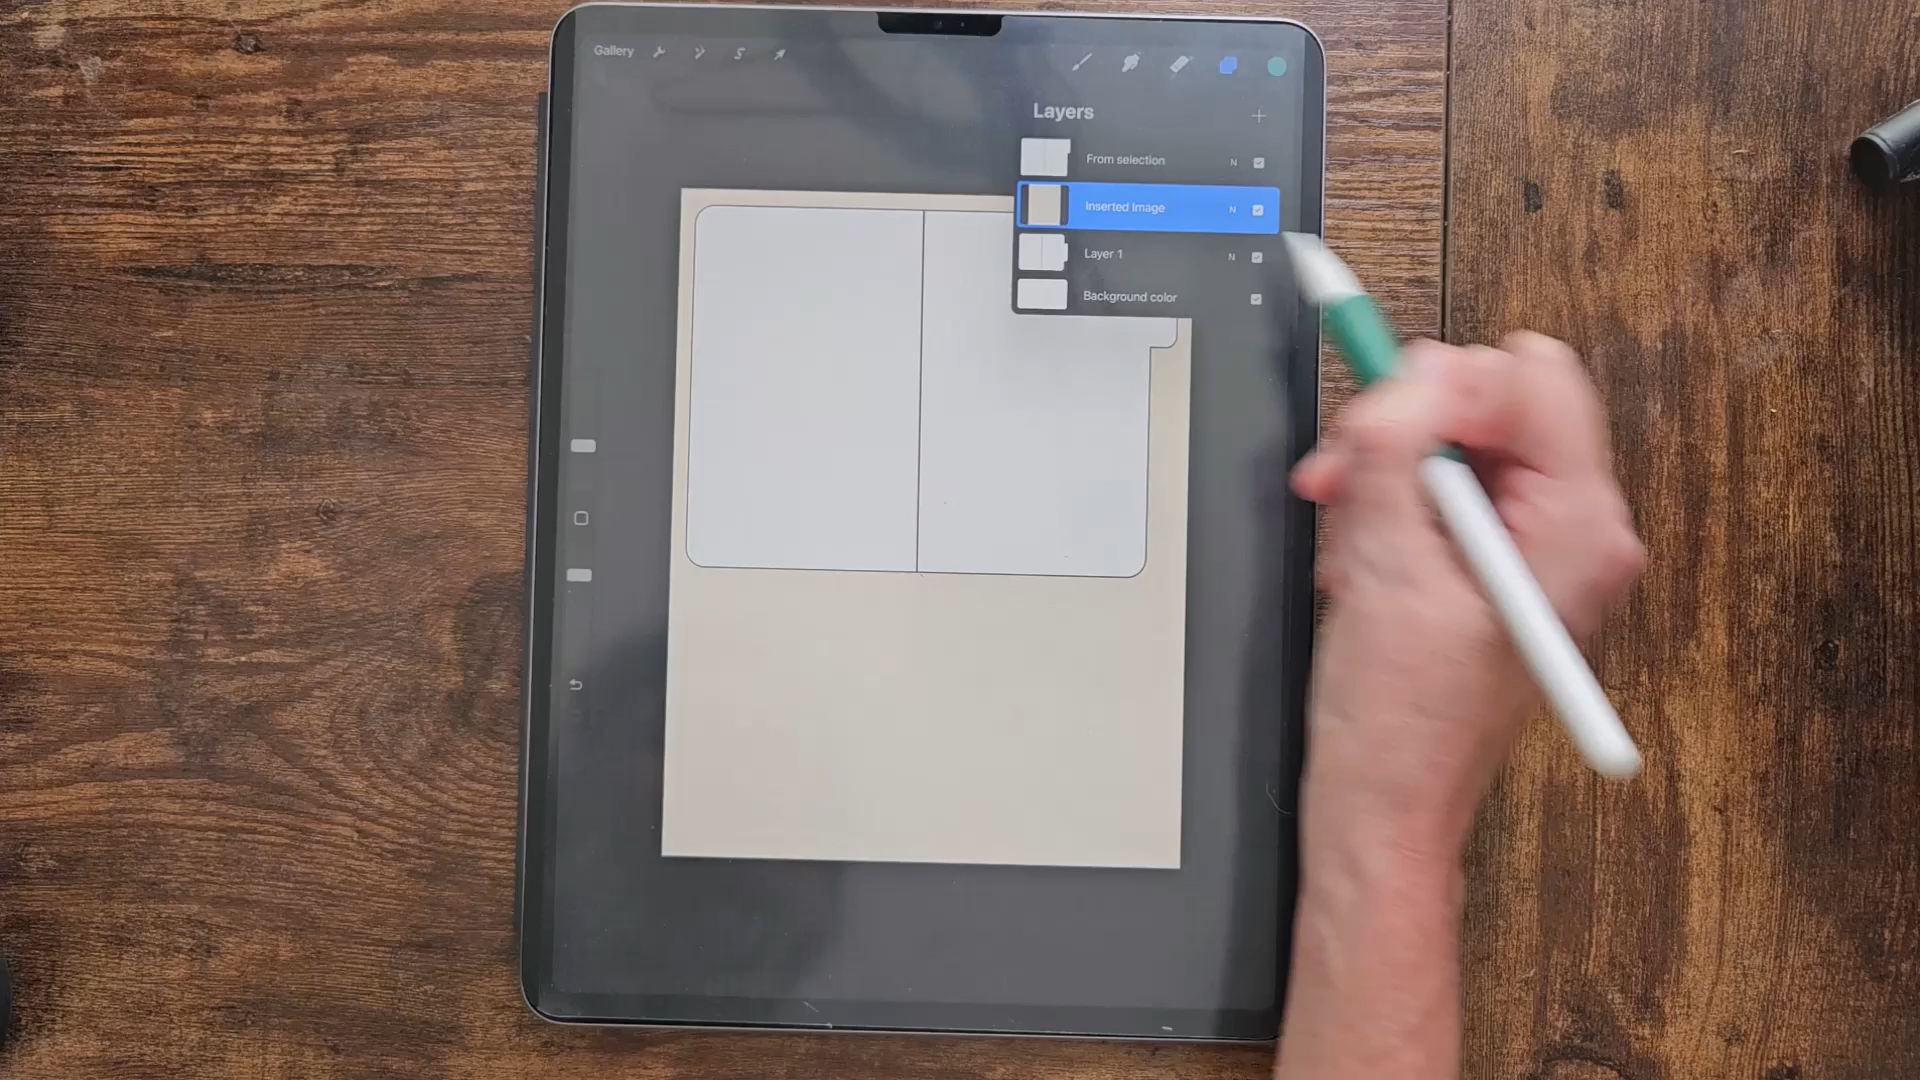 Gallery
Layers
From selection N
Inserted Image N
Layer 1 N
Background color